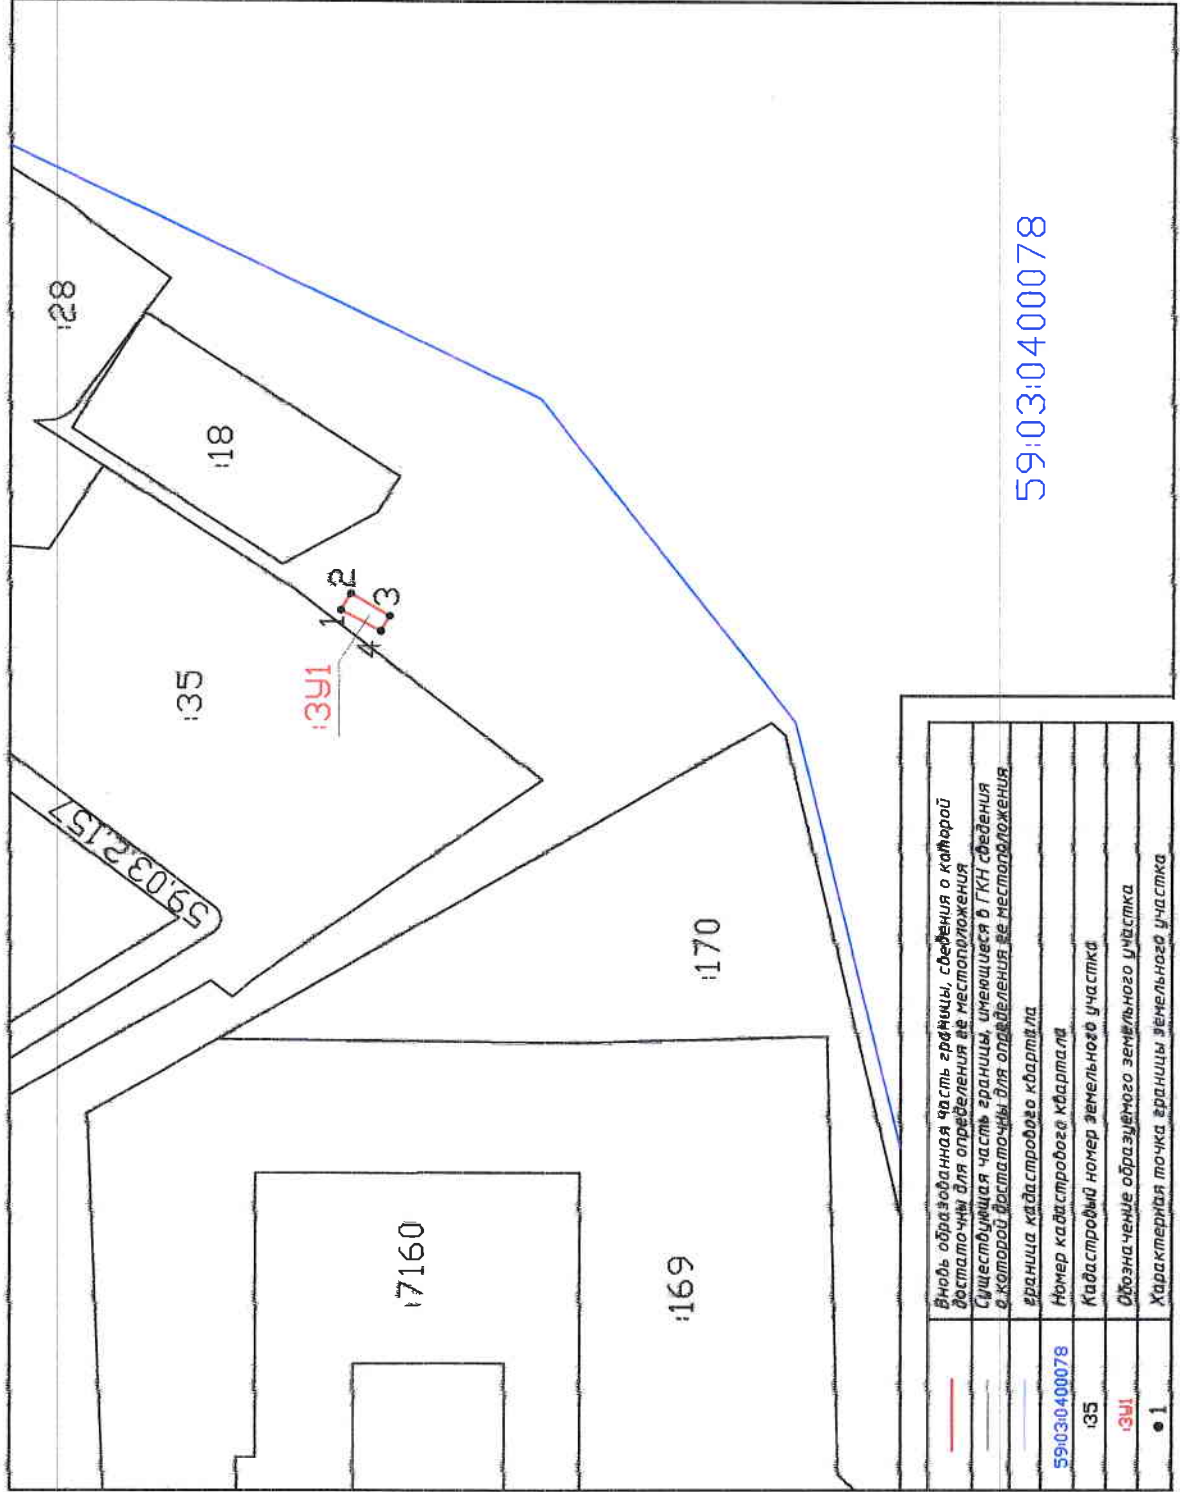 :28
:18
:35
:ЗУ1
1
2
3
4
59.03.2.157
59:03:0400078
:170
:7160
:169
Вновь образованная часть границы, сведения о которой
достаточны для определения ее местоположения
Существующая часть границы, имеющиеся в ГКН сведения
о которой достаточны для определения ее местоположения
граница кадастрового квартала
59:03:0400078 Номер кадастрового квартала
:35 Кадастровый номер земельного участка
:ЗУ1 Обозначение образуемого земельного участка
• 1 Характерная точка границы земельного участка